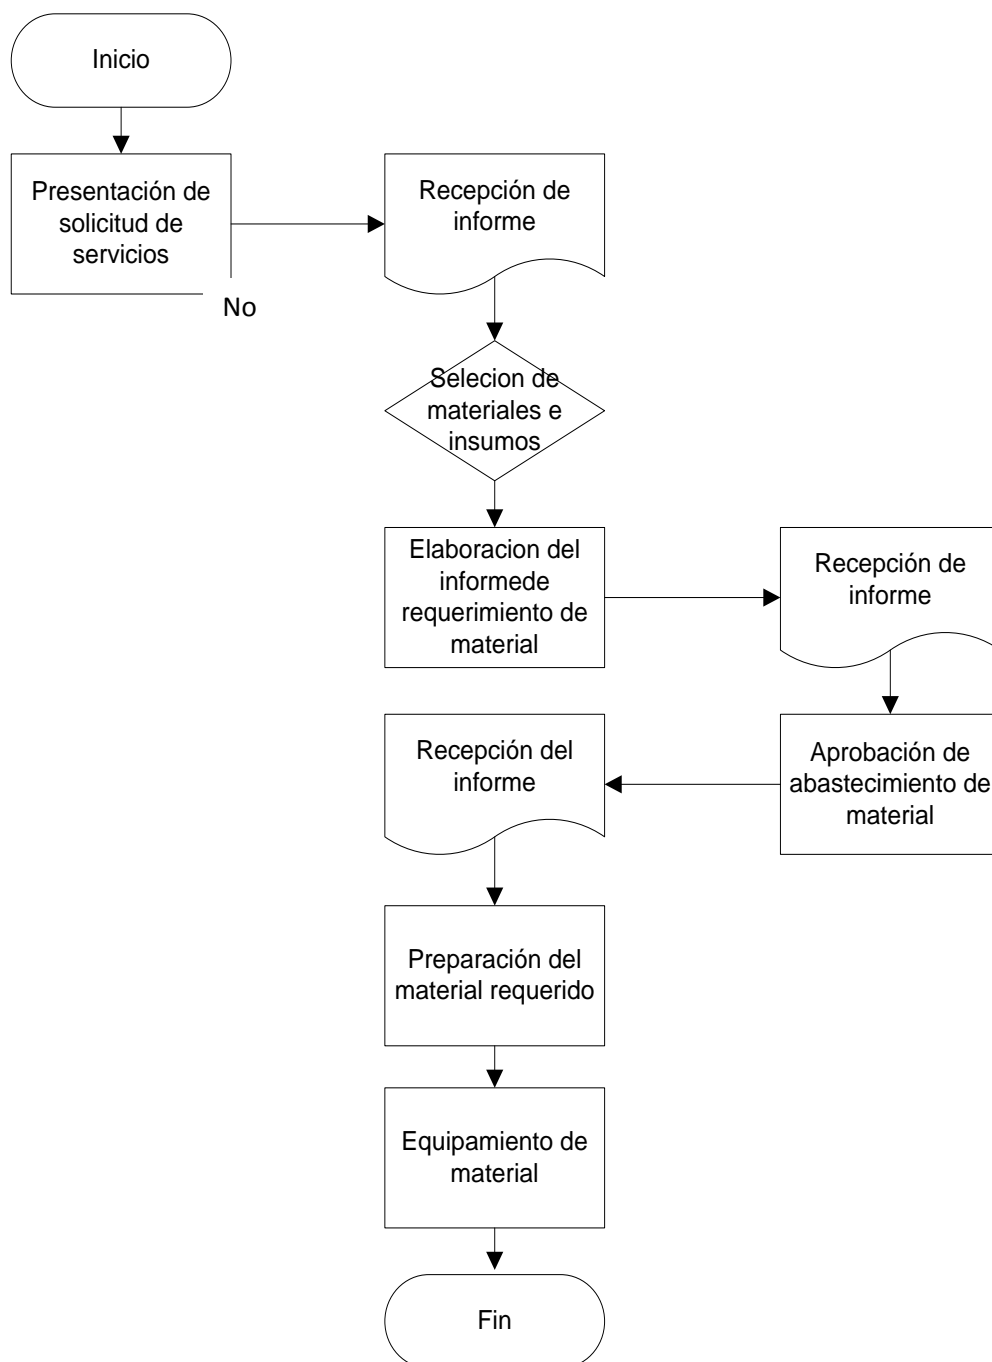 Inicio
Presentación de
solicitud de
servicios
No
Recepción de
informe
Selecion de
materiales e
insumos
Elaboracion del
informede
requerimiento de
material
Recepción de
informe
Aprobación de
abastecimiento de
material
Recepción del
informe
Preparación del
material requerido
Equipamiento de
material
Fin